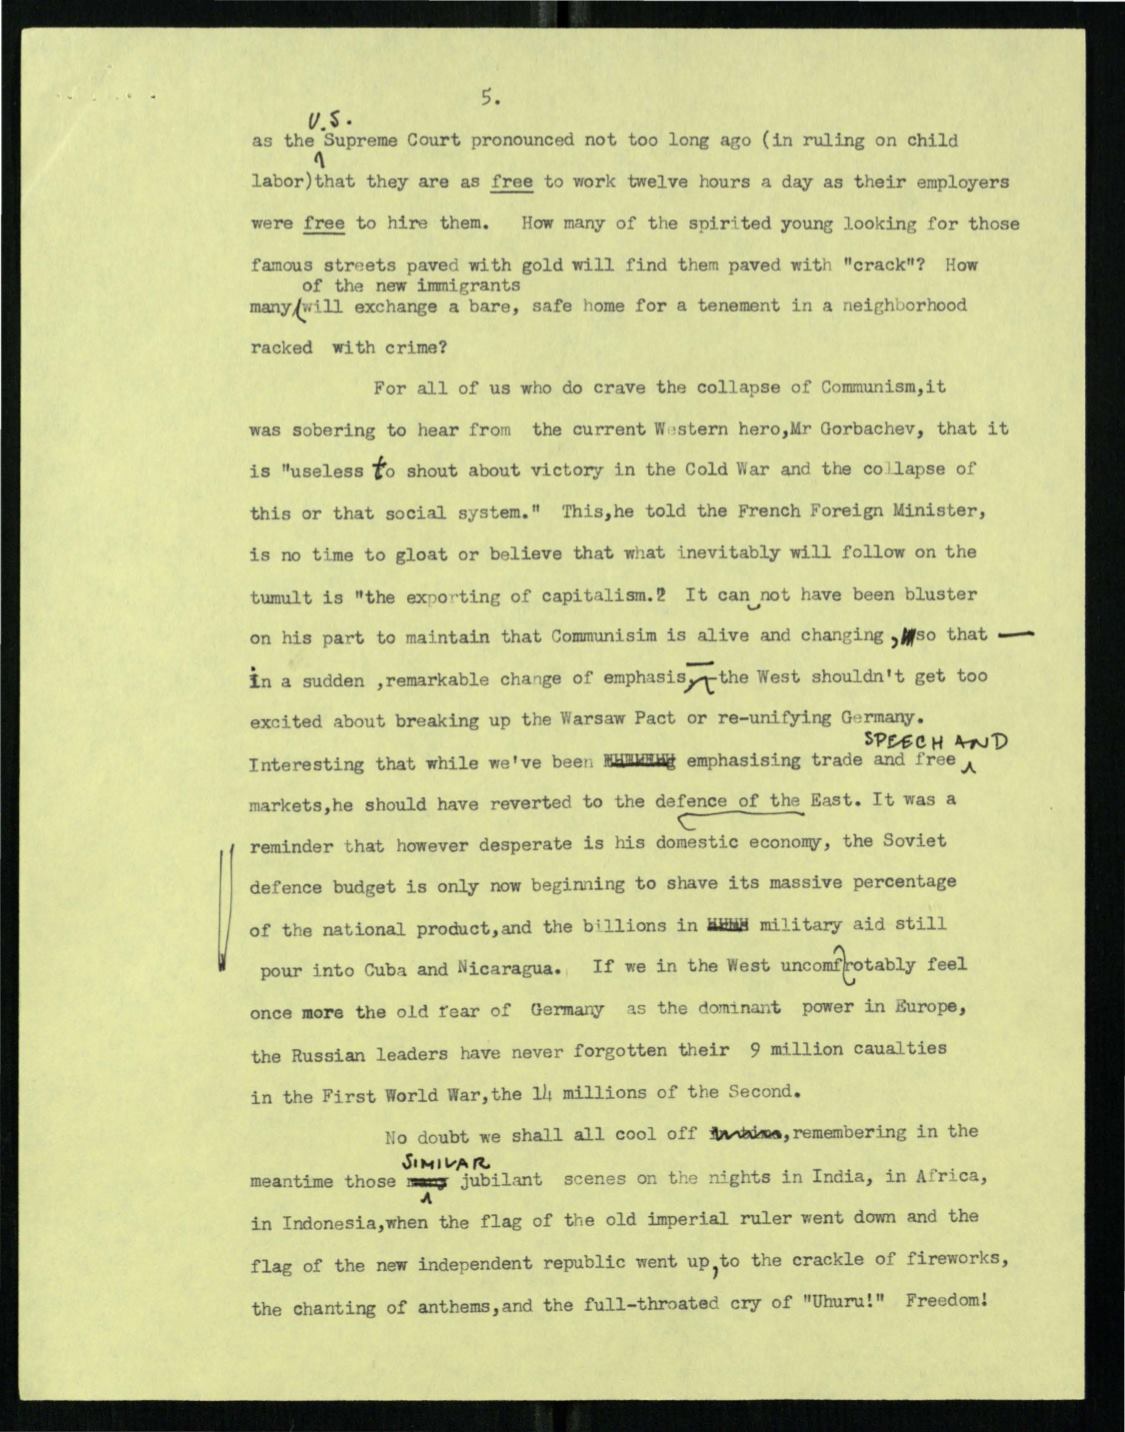 5.
U.S.
as the Supreme Court pronounced not too long ago (in ruling on child
labor)that they are as free to work twelve hours a day as their employers
were free to hire them. How many of the spirited young looking for those
famous streets paved with gold will find them paved with "crack"? How
of the new immigrants
many will exchange a bare, safe home for a tenement in a neighborhood
racked with crime?
For all of us who do crave the collapse of Communism,it
was sobering to hear from the current Western hero,Mr Gorbachev, that it
is "useless to shout about victory in the Cold War and the collapse of
this or that social system." This,he told the French Foreign Minister,
is no time to gloat or believe that what inevitably will follow on the
tumult is "the exporting of capitalism." It can not have been bluster
on his part to maintain that Communisim is alive and changing, so that —
in a sudden ,remarkable change of emphasis, — the West shouldn't get too
excited about breaking up the Warsaw Pact or re-unifying Germany.
SPEECH AND
Interesting that while we've been emphasising trade and free
markets,he should have reverted to the defence of the East. It was a
reminder that however desperate is his domestic economy, the Soviet
defence budget is only now beginning to shave its massive percentage
of the national product,and the billions in military aid still
pour into Cuba and Nicaragua. If we in the West uncomfrotably feel
once more the old fear of Germany as the dominant power in Europe,
the Russian leaders have never forgotten their 9 million caualties
in the First World War,the 14 millions of the Second.
No doubt we shall all cool off in time,remembering in the
SIMILAR
meantime those many jubilant scenes on the nights in India, in Africa,
in Indonesia,when the flag of the old imperial ruler went down and the
flag of the new independent republic went up,to the crackle of fireworks,
the chanting of anthems,and the full-throated cry of "Uhuru!" Freedom!